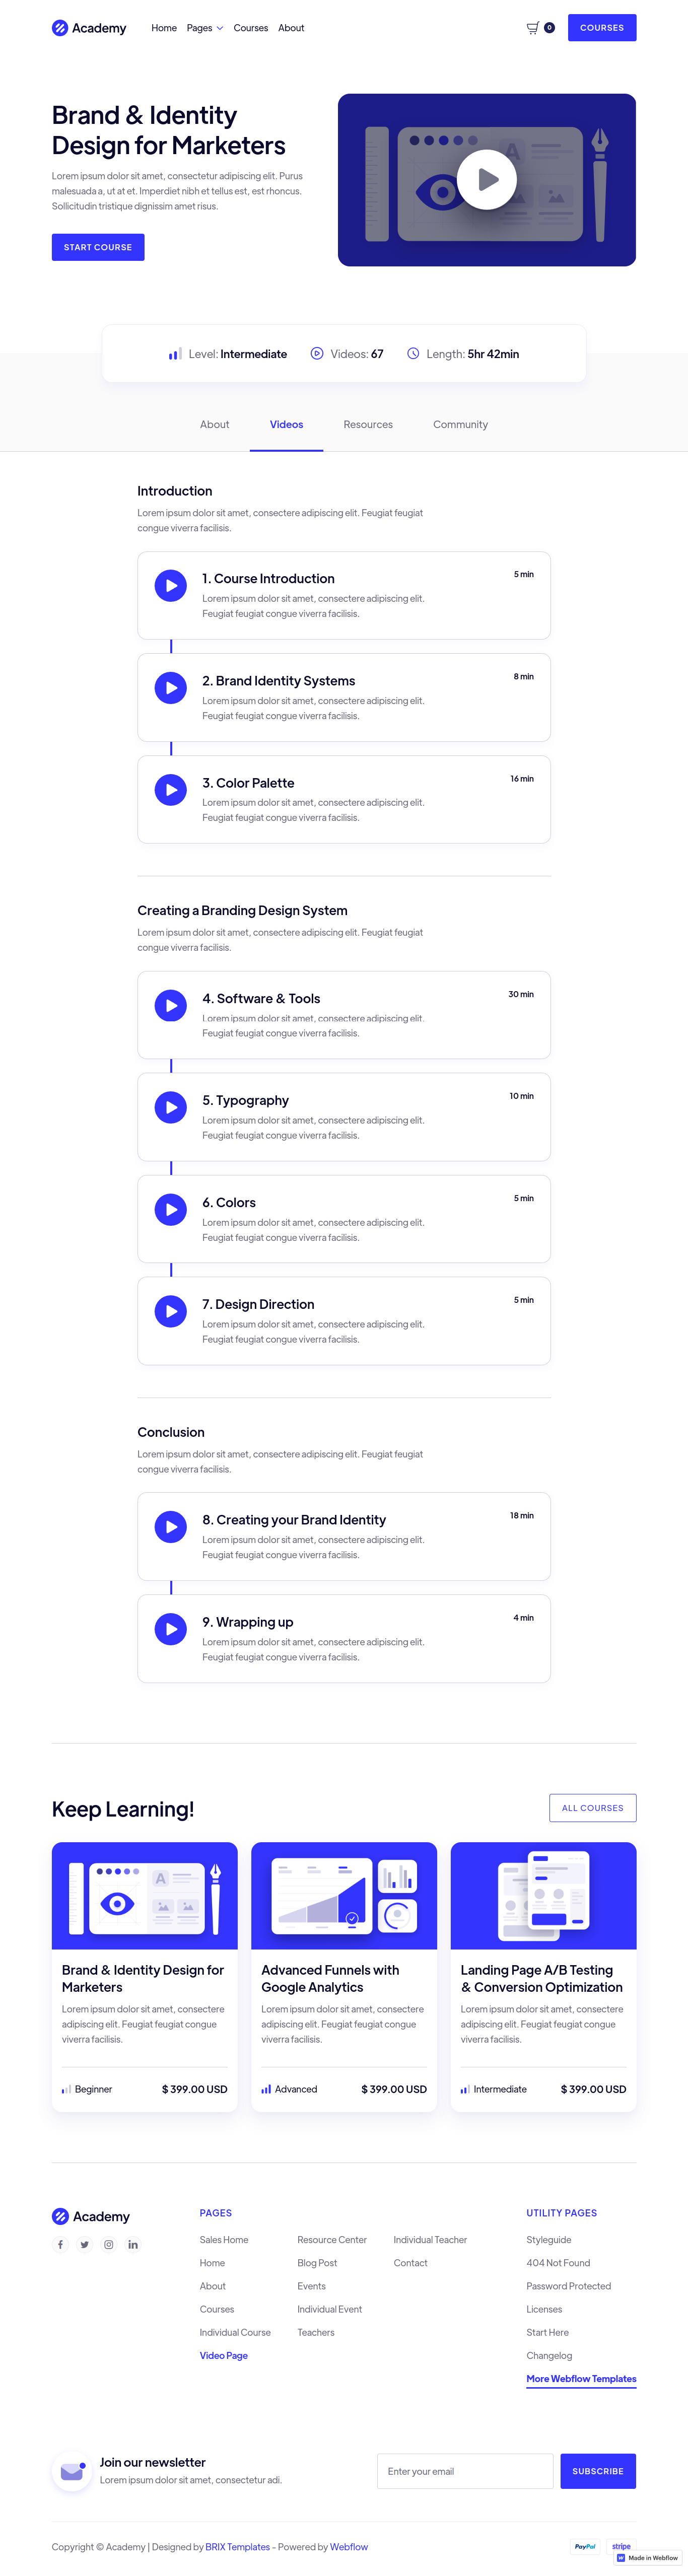 Academy
Home Pages Courses About
0
COURSES
Brand & Identity
Design for Marketers
Lorem ipsum dolor sit amet, consectetur adipiscing elit. Purus
malesuada a, ut at et. Imperdiet nibh et tellus est, est rhoncus.
Sollicitudin tristique dignissim amet risus.
START COURSE
A
Level: Intermediate
Videos: 67
Length: 5hr 42min
About
Videos
Resources
Community
Introduction
Lorem ipsum dolor sit amet, consectere adipiscing elit. Feugiat feugiat
congue viverra facilisis.
1. Course Introduction
5 min
Lorem ipsum dolor sit amet, consectere adipiscing elit.
Feugiat feugiat congue viverra facilisis.
2. Brand Identity Systems
8 min
Lorem ipsum dolor sit amet, consectere adipiscing elit.
Feugiat feugiat congue viverra facilisis.
3. Color Palette
16 min
Lorem ipsum dolor sit amet, consectere adipiscing elit.
Feugiat feugiat congue viverra facilisis.
Creating a Branding Design System
Lorem ipsum dolor sit amet, consectere adipiscing elit. Feugiat feugiat
congue viverra facilisis.
4. Software & Tools
30 min
Lorem ipsum dolor sit amet, consectere adipiscing elit.
Feugiat feugiat congue viverra facilisis.
5. Typography
10 min
Lorem ipsum dolor sit amet, consectere adipiscing elit.
Feugiat feugiat congue viverra facilisis.
6. Colors
5 min
Lorem ipsum dolor sit amet, consectere adipiscing elit.
Feugiat feugiat congue viverra facilisis.
7. Design Direction
5 min
Lorem ipsum dolor sit amet, consectere adipiscing elit.
Feugiat feugiat congue viverra facilisis.
Conclusion
Lorem ipsum dolor sit amet, consectere adipiscing elit. Feugiat feugiat
congue viverra facilisis.
8. Creating your Brand Identity
18 min
Lorem ipsum dolor sit amet, consectere adipiscing elit.
Feugiat feugiat congue viverra facilisis.
9. Wrapping up
4 min
Lorem ipsum dolor sit amet, consectere adipiscing elit.
Feugiat feugiat congue viverra facilisis.
Keep Learning!
ALL COURSES
A
Brand & Identity Design for
Marketers
Lorem ipsum dolor sit amet, consectere
adipiscing elit. Feugiat feugiat congue
viverra facilisis.
Beginner
$ 399.00 USD
Advanced Funnels with
Google Analytics
Lorem ipsum dolor sit amet, consectere
adipiscing elit. Feugiat feugiat congue
viverra facilisis.
Advanced
$ 399.00 USD
Landing Page A/B Testing
& Conversion Optimization
Lorem ipsum dolor sit amet, consectere
adipiscing elit. Feugiat feugiat congue
viverra facilisis.
Intermediate
$ 399.00 USD
Academy
PAGES
Sales Home
Home
About
Courses
Individual Course
Video Page
Resource Center
Blog Post
Events
Individual Event
Teachers
Individual Teacher
Contact
UTILITY PAGES
Styleguide
404 Not Found
Password Protected
Licenses
Start Here
Changelog
More Webflow Templates
Join our newsletter
Lorem ipsum dolor sit amet, consectetur adi.
Enter your email
SUBSCRIBE
Copyright © Academy | Designed by BRIX Templates - Powered by Webflow
PayPal
stripe
Made in Webflow